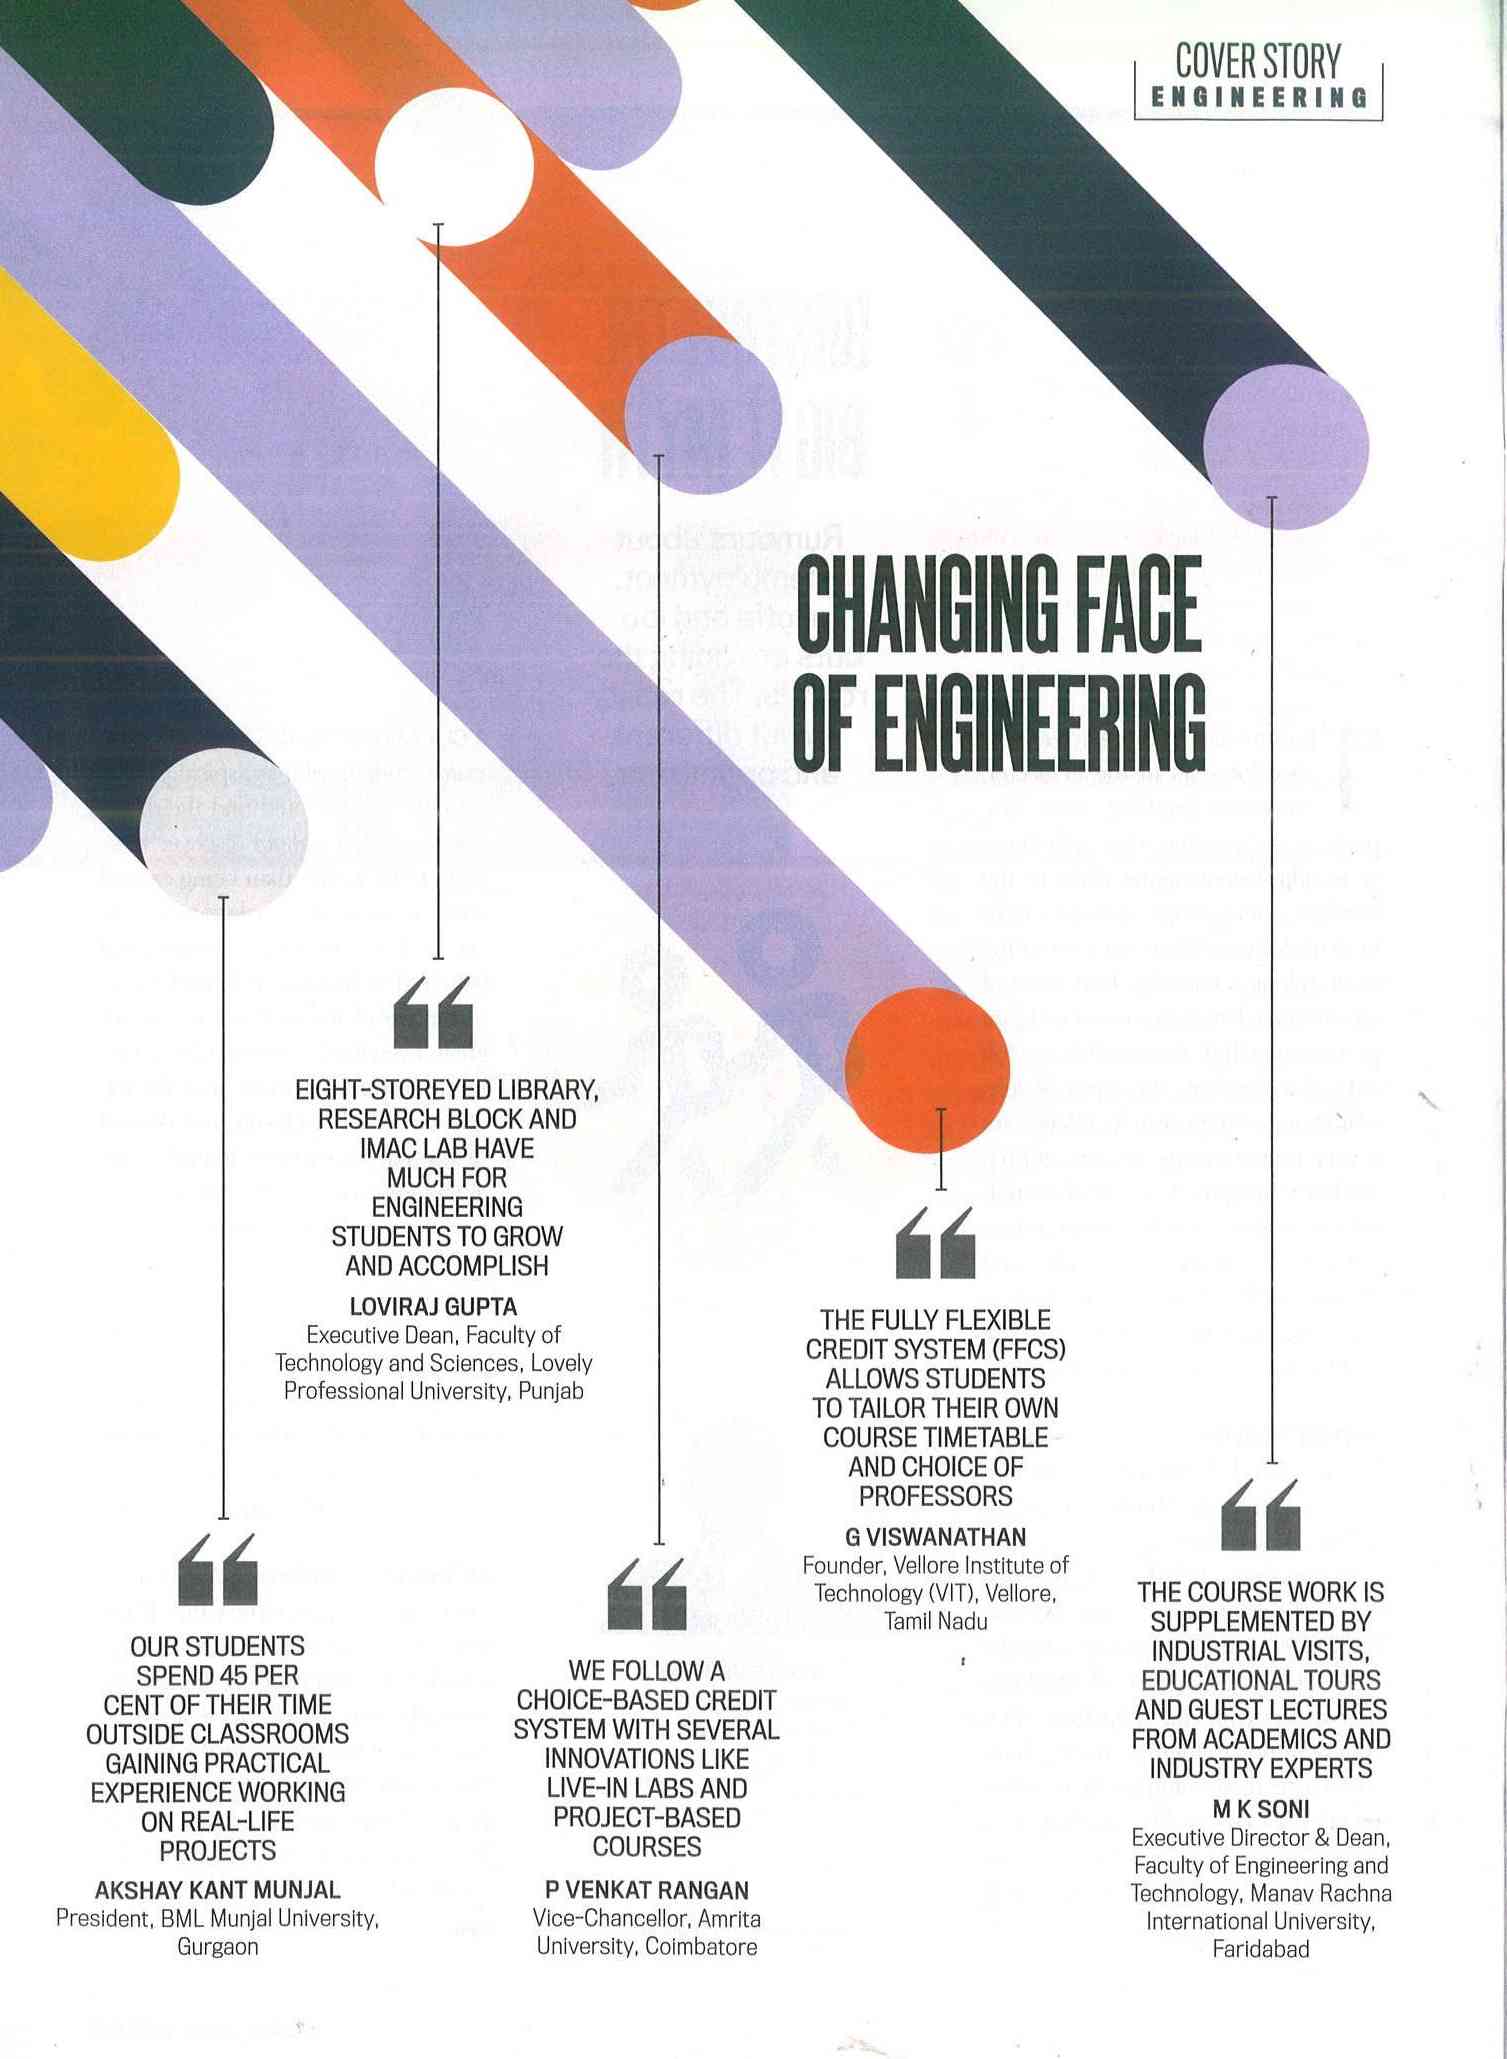 COVER STORY
ENGINEERING
CHANGING FACE
OF ENGINEERING
EIGHT-STOREYED LIBRARY,
RESEARCH BLOCK AND
IMAC LAB HAVE
MUCH FOR
ENGINEERING
STUDENTS TO GROW
AND ACCOMPLISH
LOVIRAJ GUPTA
Executive Dean, Faculty of
Technology and Sciences, Lovely
Professional University, Punjab
THE FULLY FLEXIBLE
CREDIT SYSTEM (FFCS)
ALLOWS STUDENTS
TO TAILOR THEIR OWN
COURSE TIMETABLE
AND CHOICE OF
PROFESSORS
G VISWANATHAN
Founder, Vellore Institute of
Technology (VIT), Vellore,
Tamil Nadu
OUR STUDENTS
SPEND 45 PER
CENT OF THEIR TIME
OUTSIDE CLASSROOMS
GAINING PRACTICAL
EXPERIENCE WORKING
ON REAL-LIFE
PROJECTS
AKSHAY KANT MUNJAL
President, BML Munjal University,
Gurgaon
WE FOLLOW A
CHOICE-BASED CREDIT
SYSTEM WITH SEVERAL
INNOVATIONS LIKE
LIVE-IN LABS AND
PROJECT-BASED
COURSES
P VENKAT RANGAN
Vice-Chancellor, Amrita
University, Coimbatore
THE COURSE WORK IS
SUPPLEMENTED BY
INDUSTRIAL VISITS,
EDUCATIONAL TOURS
AND GUEST LECTURES
FROM ACADEMICS AND
INDUSTRY EXPERTS
M K SONI
Executive Director & Dean,
Faculty of Engineering and
Technology, Manav Rachna
International University,
Faridabad